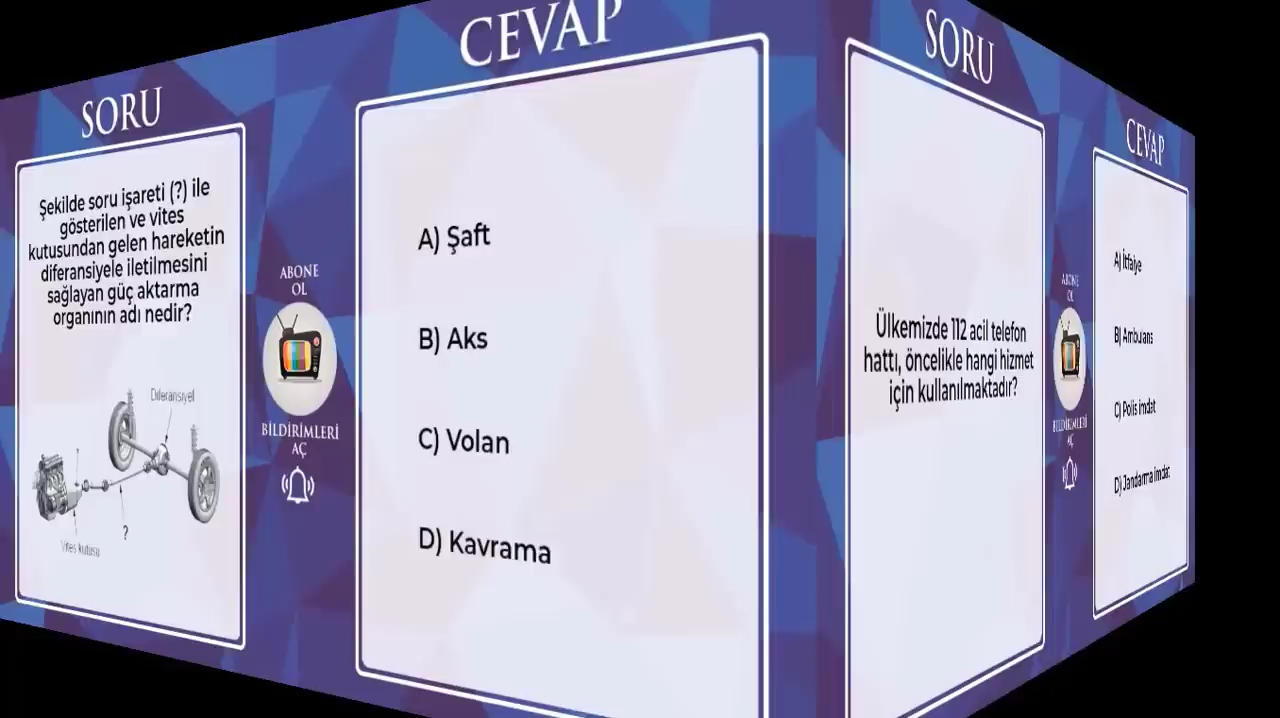 SORU
Şekilde soru işareti (?) ile
gösterilen ve vites
kutusundan gelen hareketin
diferansiyele iletilmesini
sağlayan güç aktarma
organının adı nedir?
Diferansiyel
?
?
Vites kutusu
ABONE
OL
BİLDİRİMLERİ
AÇ
CEVAP
A) Şaft
B) Aks
C) Volan
D) Kavrama
SORU
Ülkemizde 112 acil telefon
hattı, öncelikle hangi hizmet
için kullanılmaktadır?
ABONE
OL
BİLDİRİMLERİ
AÇ
CEVAP
A) İtfaiye
B) Ambulans
C) Polis imdat
D) Jandarma imdat